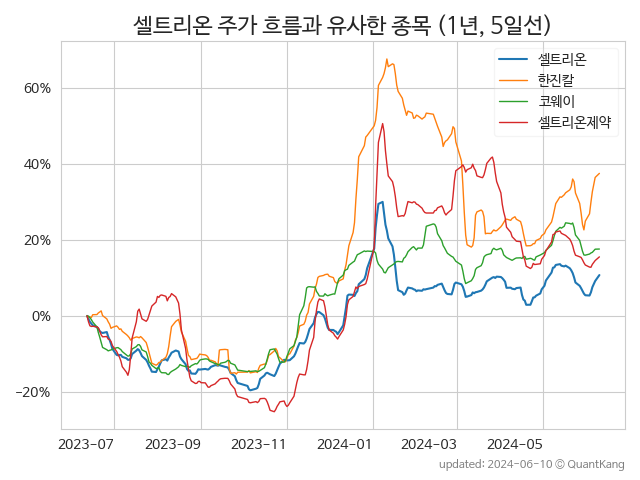 셀트리온 주가 흐름과 유사한 종목 (1년, 5일선)
셀트리온
한진칼
코웨이
셀트리온제약
60%
40%
20%
0%
−20%
2023-07 2023-09 2023-11 2024-01 2024-03 2024-05
updated: 2024-06-10 © QuantKang